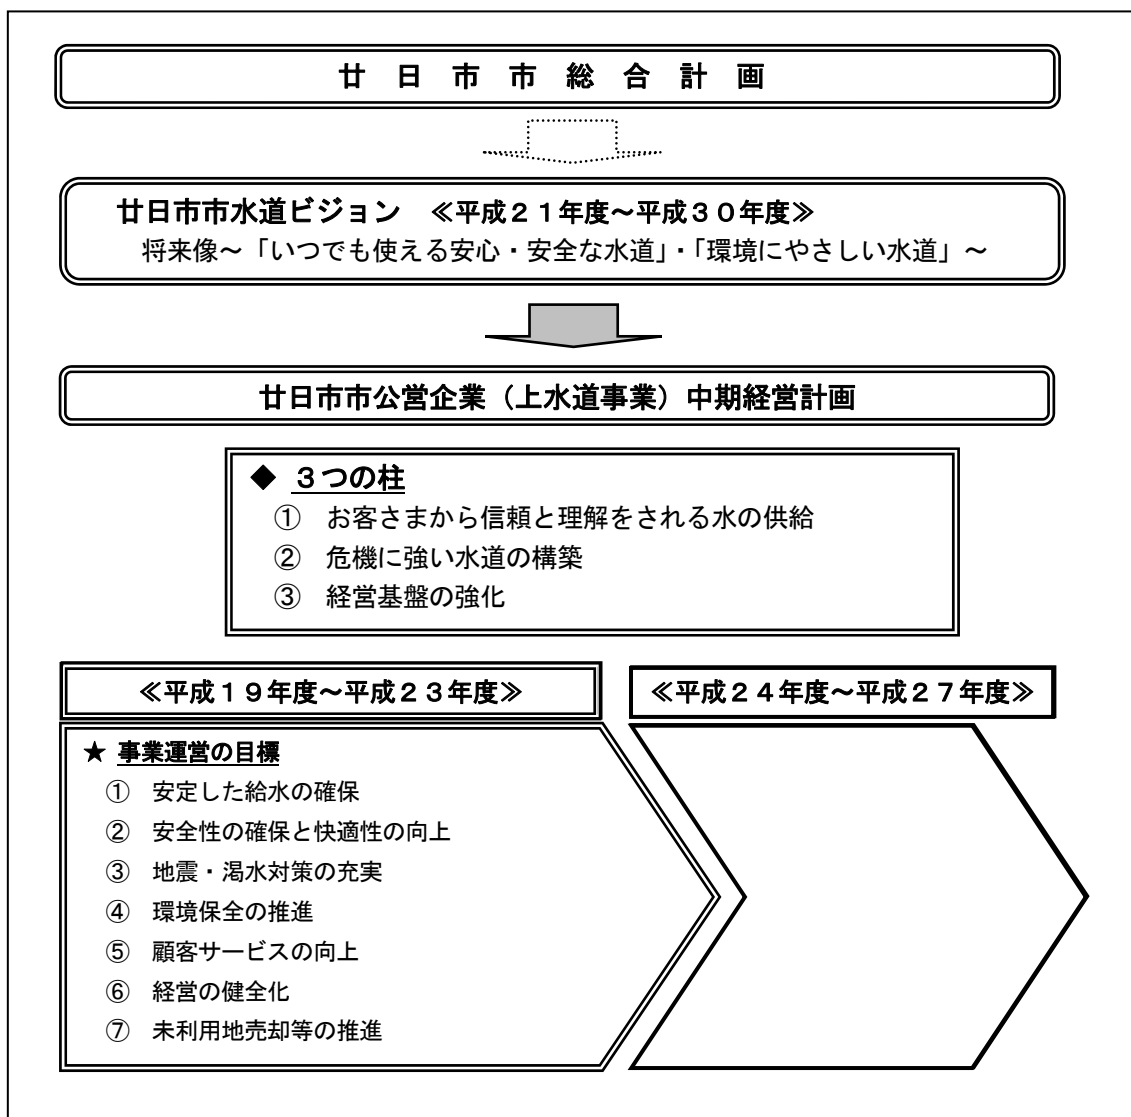 廿日市市総合計画
廿日市市水道ビジョン ≪平成２１年度～平成３０年度≫
将来像～「いつでも使える安心・安全な水道」・「環境にやさしい水道」～
廿日市市公営企業（上水道事業）中期経営計画
◆ ３つの柱
① お客さまから信頼と理解をされる水の供給
② 危機に強い水道の構築
③ 経営基盤の強化
≪平成１９年度～平成２３年度≫
★ 事業運営の目標
① 安定した給水の確保
② 安全性の確保と快適性の向上
③ 地震・渇水対策の充実
④ 環境保全の推進
⑤ 顧客サービスの向上
⑥ 経営の健全化
⑦ 未利用地売却等の推進
≪平成２４年度～平成２７年度≫